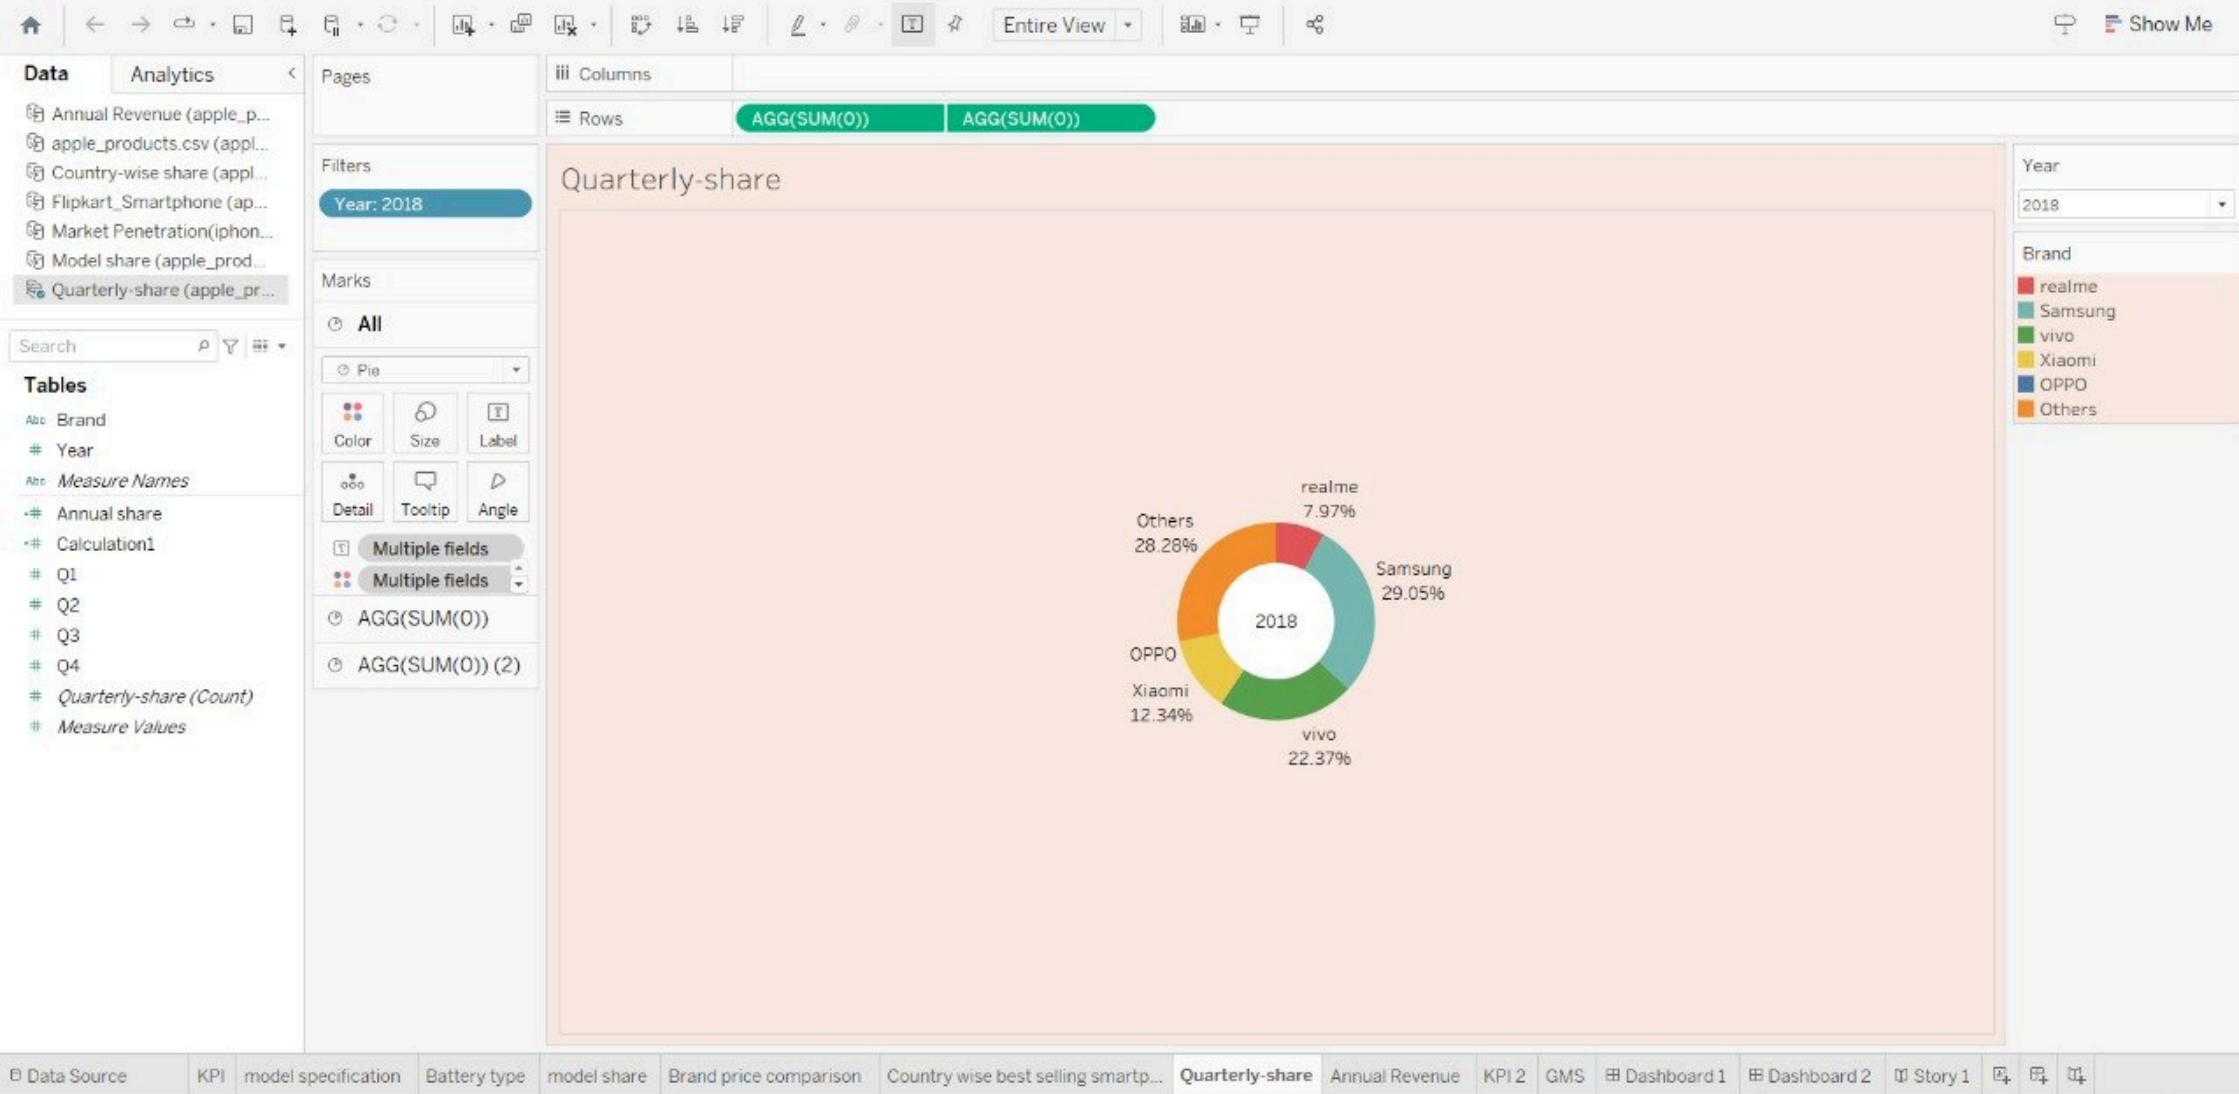 Entire View
Show Me
Data
Analytics
Annual Revenue (apple_p...
apple_products.csv (appl...
Country-wise share (appl...
Flipkart_Smartphone (ap...
Market Penetration(iphon...
Model share (apple_prod...
Quarterly-share (apple_pr...
Search
Tables
Abc Brand
# Year
Abc Measure Names
# Annual share
# Calculation1
# Q1
# Q2
# Q3
# Q4
# Quarterly-share (Count)
# Measure Values
Pages
Filters
Year: 2018
Marks
All
Pie
Color
Size
Label
Detail
Tooltip
Angle
Multiple fields
Multiple fields
AGG(SUM(0))
AGG(SUM(0)) (2)
iii Columns
Rows
AGG(SUM(0))
AGG(SUM(0))
Quarterly-share
realme
7.97%
Others
28.28%
Samsung
29.05%
2018
OPPO
Xiaomi
12.34%
vivo
22.37%
Year
2018
Brand
realme
Samsung
vivo
Xiaomi
OPPO
Others
Data Source
KPI
model specification
Battery type
model share
Brand price comparison
Country wise best selling smartp...
Quarterly-share
Annual Revenue
KPI 2
GMS
Dashboard 1
Dashboard 2
Story 1